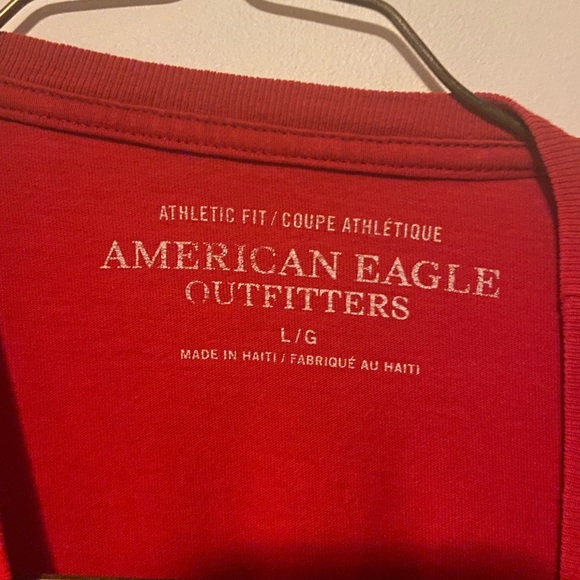 ATHLETIC FIT / COUPE ATHLÉTIQUE
AMERICAN EAGLE
OUTFITTERS
L/G
MADE IN HAITI / FABRIQUÉ AU HAITI